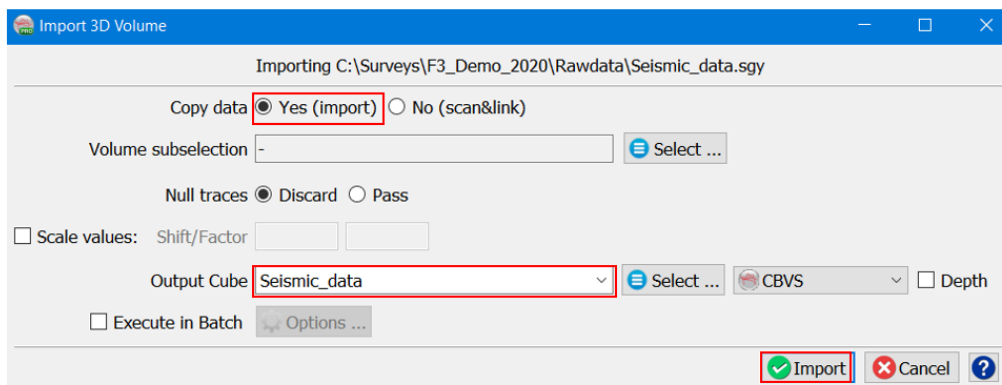 Import 3D Volume
Importing C:\Surveys\F3_Demo_2020\Rawdata\Seismic_data.sgy
Copy data Yes (import) No (scan&link)
Volume subselection - Select ...
Null traces Discard Pass
Scale values: Shift/Factor
Output Cube Seismic_data Select ... CBVS Depth
Execute in Batch Options ...
Import Cancel ?